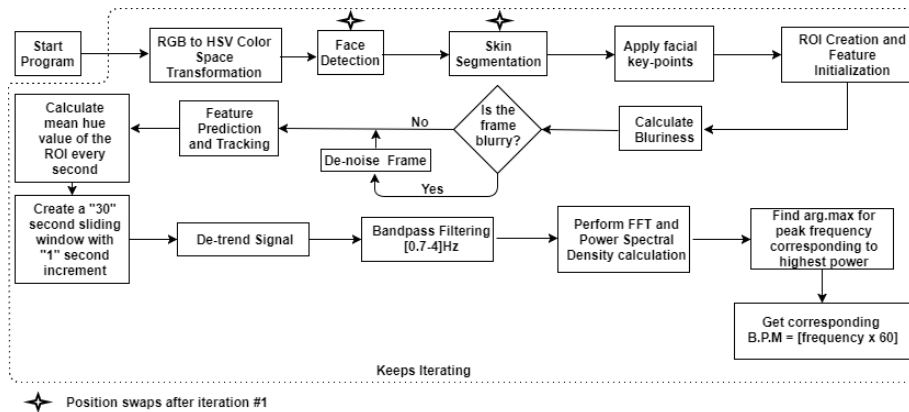 Start
Program
RGB to HSV Color
Space
Transformation
Face
Detection
Skin
Segmentation
Apply facial
key-points
ROI Creation and
Feature
Initialization
Calculate
Bluriness
Is the
frame
blurry?
No
Yes
De-noise Frame
Feature
Prediction
and Tracking
Calculate
mean hue
value of the
ROI every
second
Create a "30"
second sliding
window with
"1" second
increment
De-trend Signal
Bandpass Filtering
[0.7-4]Hz
Perform FFT and
Power Spectral
Density calculation
Find arg.max for
peak frequency
corresponding to
highest power
Get corresponding
B.P.M = [frequency x 60]
Keeps Iterating
Position swaps after iteration #1